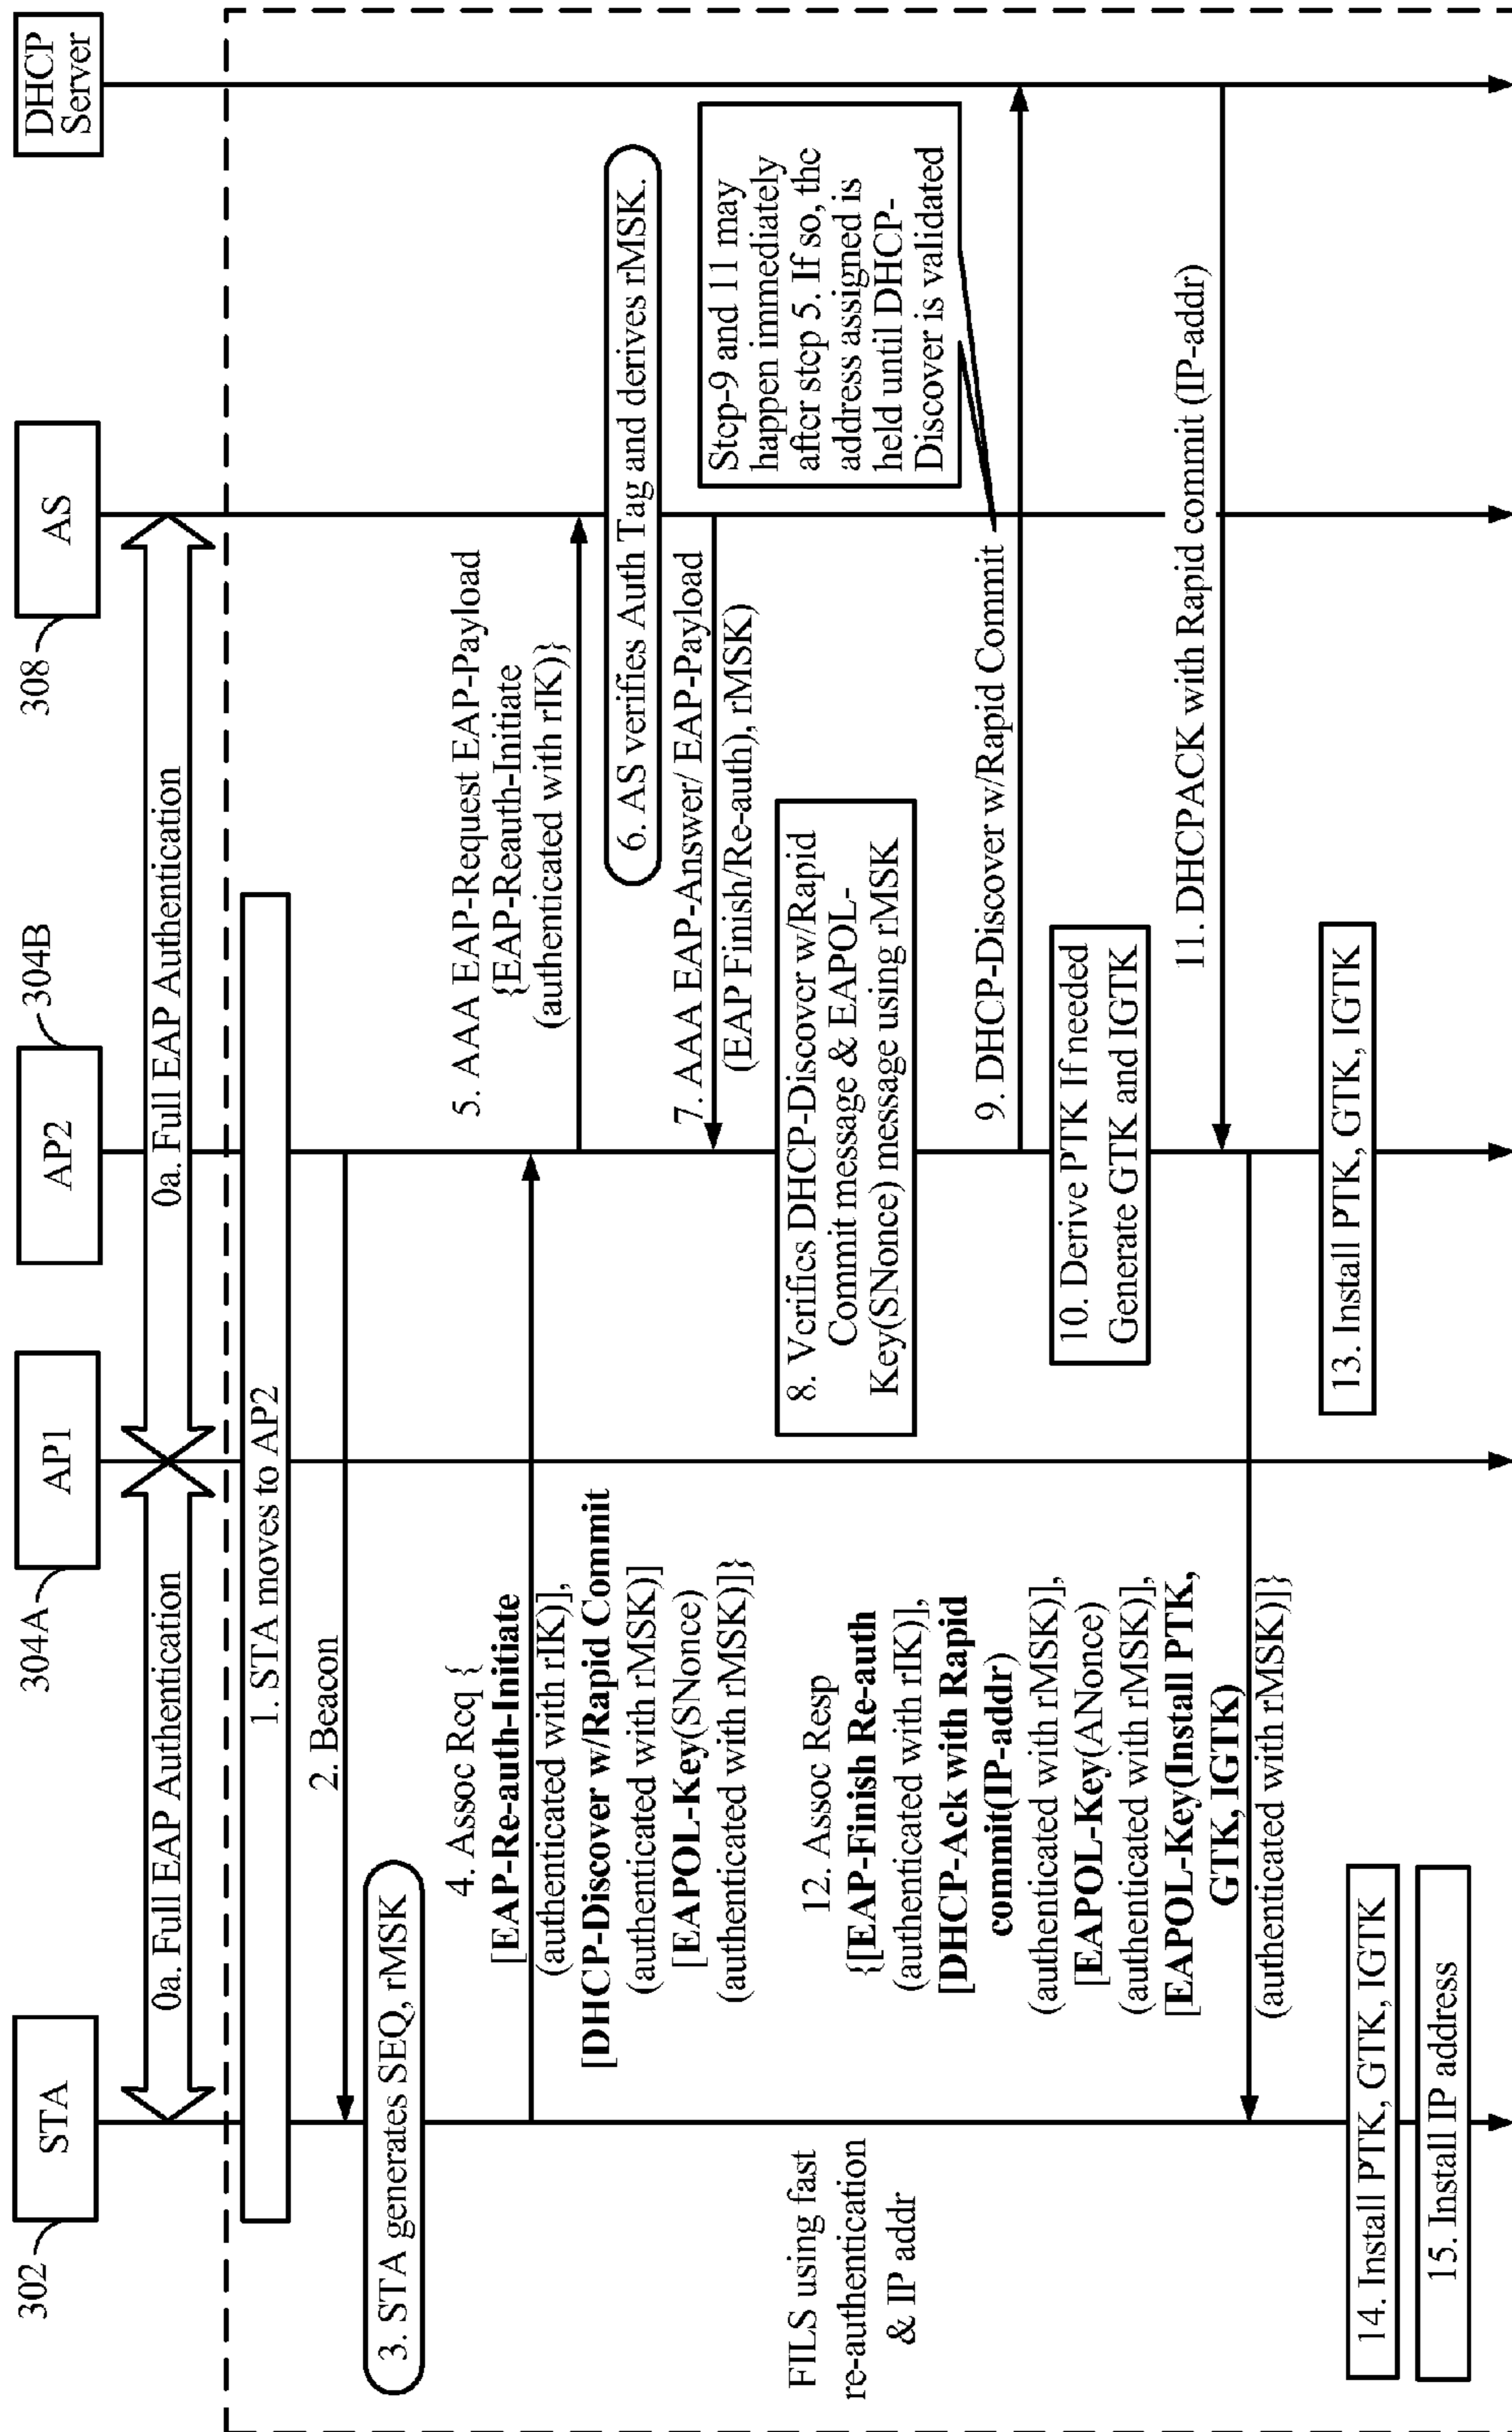 302
STA
304A
AP1
AP2
304B
308
AS
DHCP
Server
0a. Full EAP Authentication
0a. Full EAP Authentication
1. STA moves to AP2
2. Beacon
3. STA generates SEQ, rMSK
4. Assoc Req {
[EAP-Re-auth-Initiate
(authenticated with rIK)],
[DHCP-Discover w/Rapid Commit
(authenticated with rMSK)]
[EAPOL-Key(SNonce)
(authenticated with rMSK)]}
5. AAA EAP-Request EAP-Payload
{EAP-Reauth-Initiate
(authenticated with rIK)}
6. AS verifies Auth Tag and derives rMSK.
7. AAA EAP-Answer/ EAP-Payload
(EAP Finish/Re-auth), rMSK)
8. Verifies DHCP-Discover w/Rapid
Commit message & EAPOL-
Key(SNonce) message using rMSK
Step-9 and 11 may
happen immediately
after step 5. If so, the
address assigned is
held until DHCP-
Discover is validated
9. DHCP-Discover w/Rapid Commit
10. Derive PTK If needed
Generate GTK and IGTK
11. DHCPACK with Rapid commit (IP-addr)
FILS using fast
re-authentication
& IP addr
12. Assoc Resp
{[EAP-Finish Re-auth
(authenticated with rIK)],
[DHCP-Ack with Rapid
commit(IP-addr)
(authenticated with rMSK)],
[EAPOL-Key(ANonce)
(authenticated with rMSK)],
[EAPOL-Key(Install PTK,
GTK, IGTK)
(authenticated with rMSK)]}
13. Install PTK, GTK, IGTK
14. Install PTK, GTK, IGTK
15. Install IP address